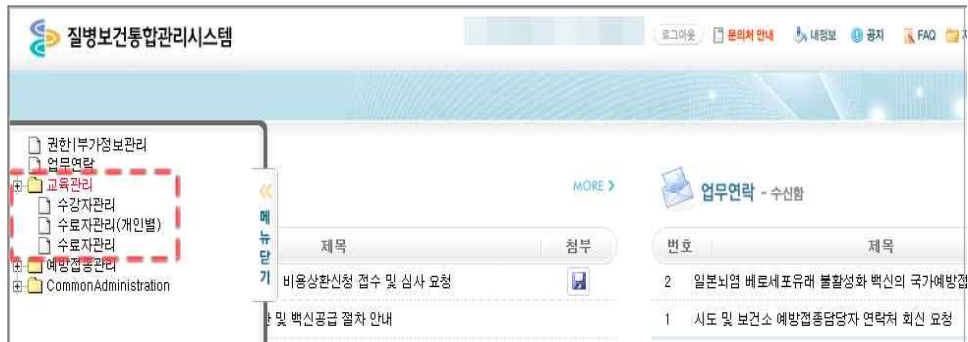 질병보건통합관리시스템
로그아웃 문의처 안내 내정보 공지 FAQ
권한|부가정보관리
업무연락
교육관리
수강자관리
수료자관리(개인별)
수료자관리
예방접종관리
CommonAdministration
메뉴닫기
MORE
제목 첨부
비용상환신청 접수 및 심사 요청
및 백신공급 절차 안내
업무연락 - 수신함
번호 제목
2 일본뇌염 베로세포유래 불활성화 백신의 국가예방접
1 시도 및 보건소 예방접종담당자 연락처 회신 요청